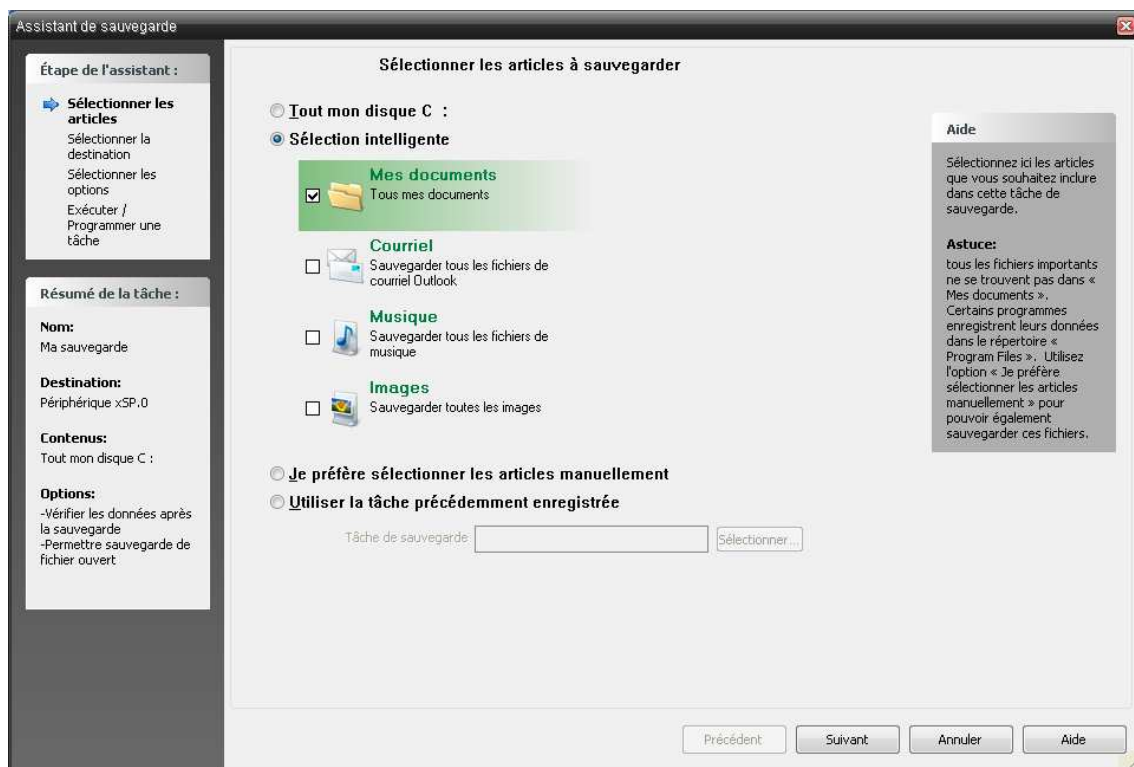 Assistant de sauvegarde
Étape de l'assistant :
Sélectionner les
articles
Sélectionner la
destination
Sélectionner les
options
Exécuter /
Programmer une
tâche
Résumé de la tâche :
Nom:
Ma sauvegarde
Destination:
Périphérique xSP.0
Contenus:
Tout mon disque C :
Options:
-Vérifier les données après
la sauvegarde
-Permettre sauvegarde de
fichier ouvert
Sélectionner les articles à sauvegarder
Tout mon disque C :
Sélection intelligente
Mes documents
Tous mes documents
Courriel
Sauvegarder tous les fichiers de
courriel Outlook
Musique
Sauvegarder tous les fichiers de
musique
Images
Sauvegarder toutes les images
Je préfère sélectionner les articles manuellement
Utiliser la tâche précédemment enregistrée
Tâche de sauvegarde
Sélectionner...
Aide
Sélectionnez ici les articles
que vous souhaitez inclure
dans cette tâche de
sauvegarde.
Astuce:
tous les fichiers importants
ne se trouvent pas dans «
Mes documents ».
Certains programmes
enregistrent leurs données
dans le répertoire «
Program Files ». Utilisez
l'option « Je préfère
sélectionner les articles
manuellement » pour
pouvoir également
sauvegarder ces fichiers.
Précédent
Suivant
Annuler
Aide